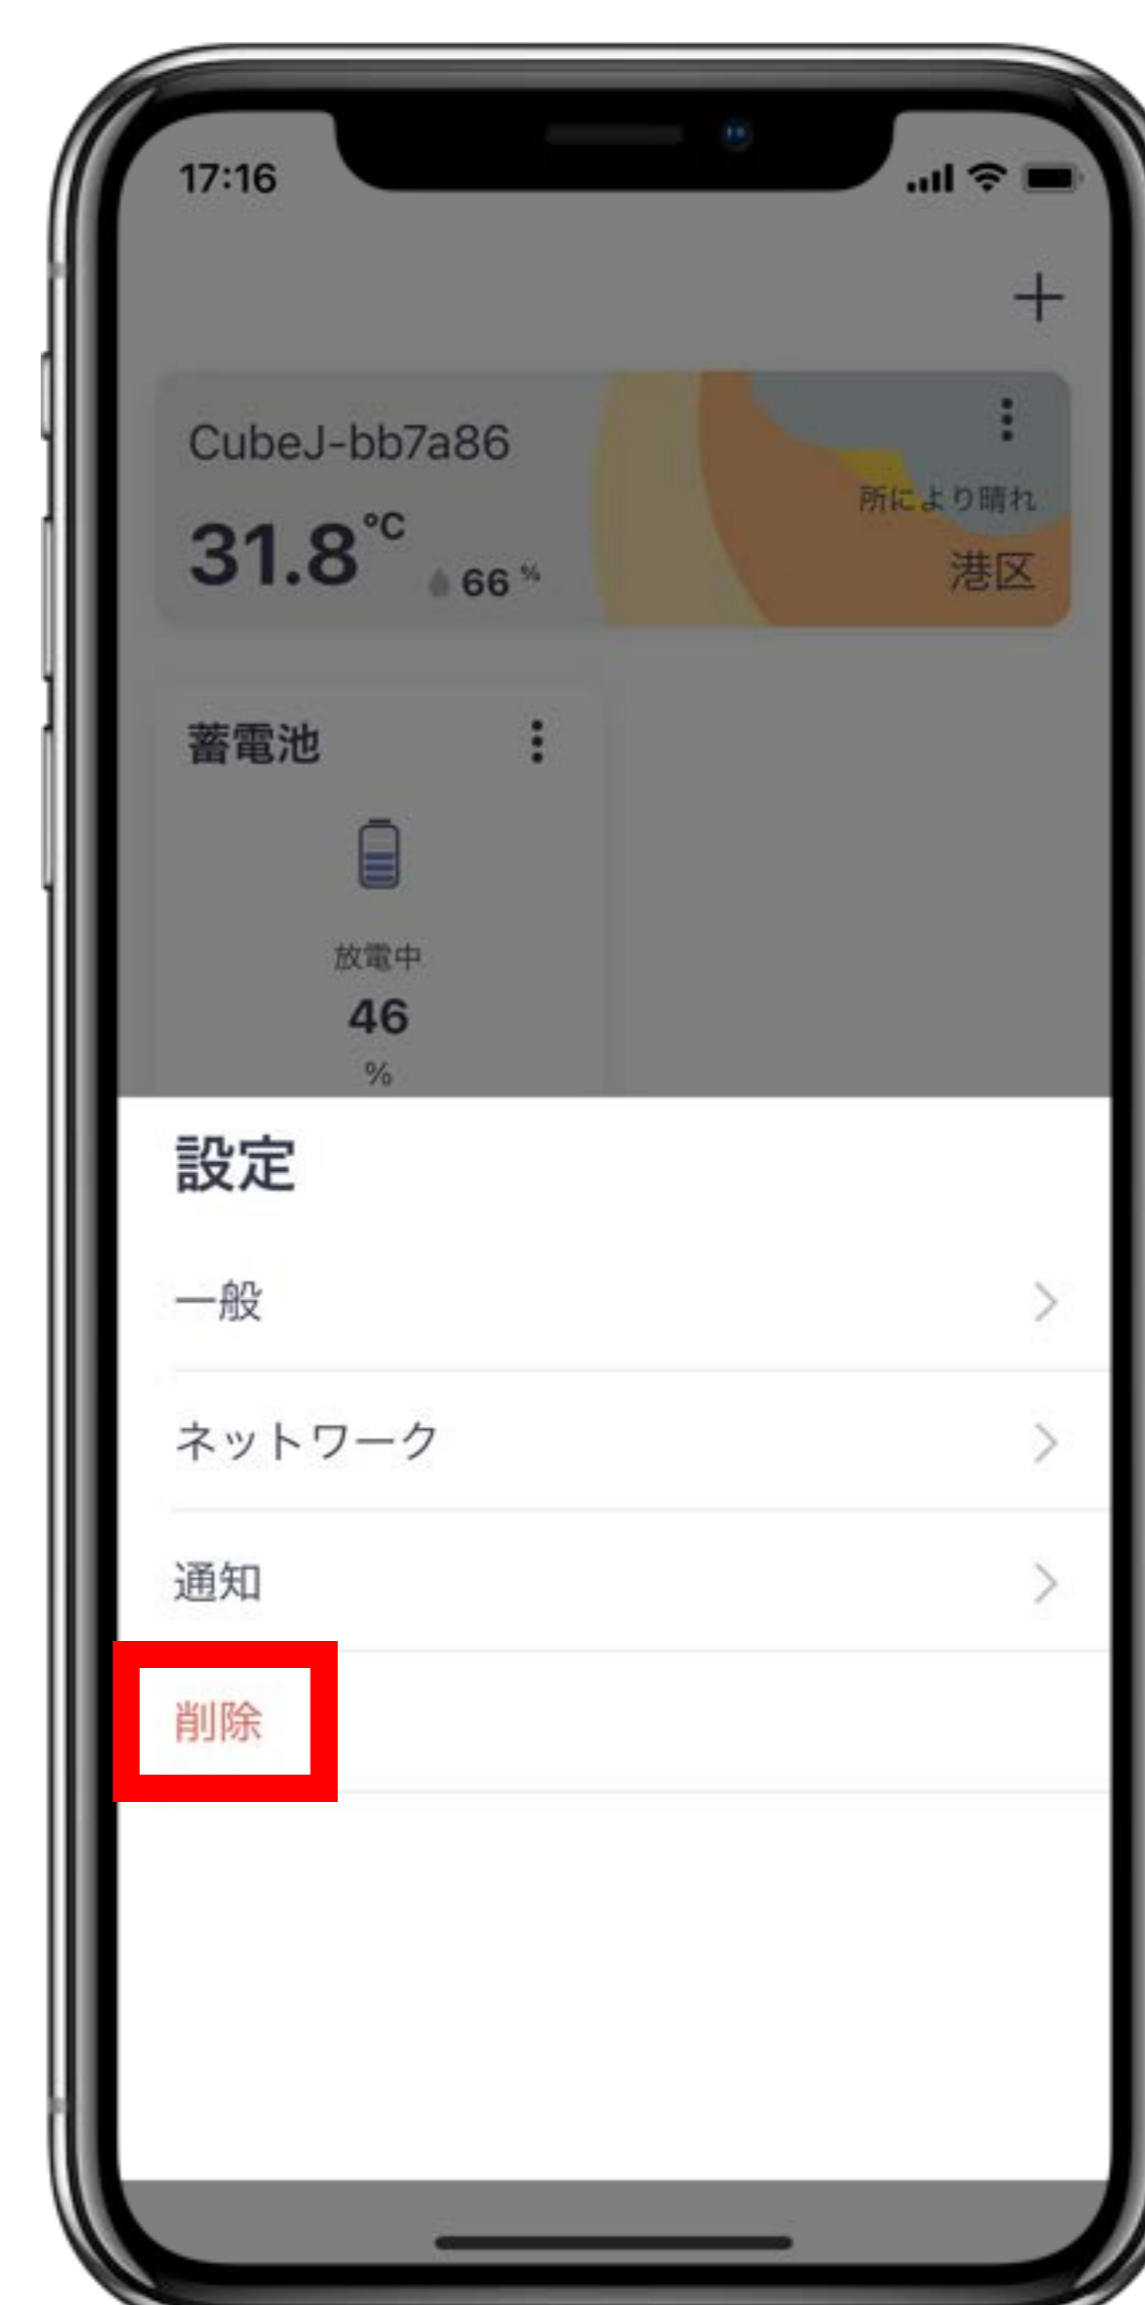 17:16
CubeJ-bb7a86
31.8℃
66%
所により晴れ
港区
蓄電池
放電中
46
%
設定
一般
ネットワーク
通知
削除